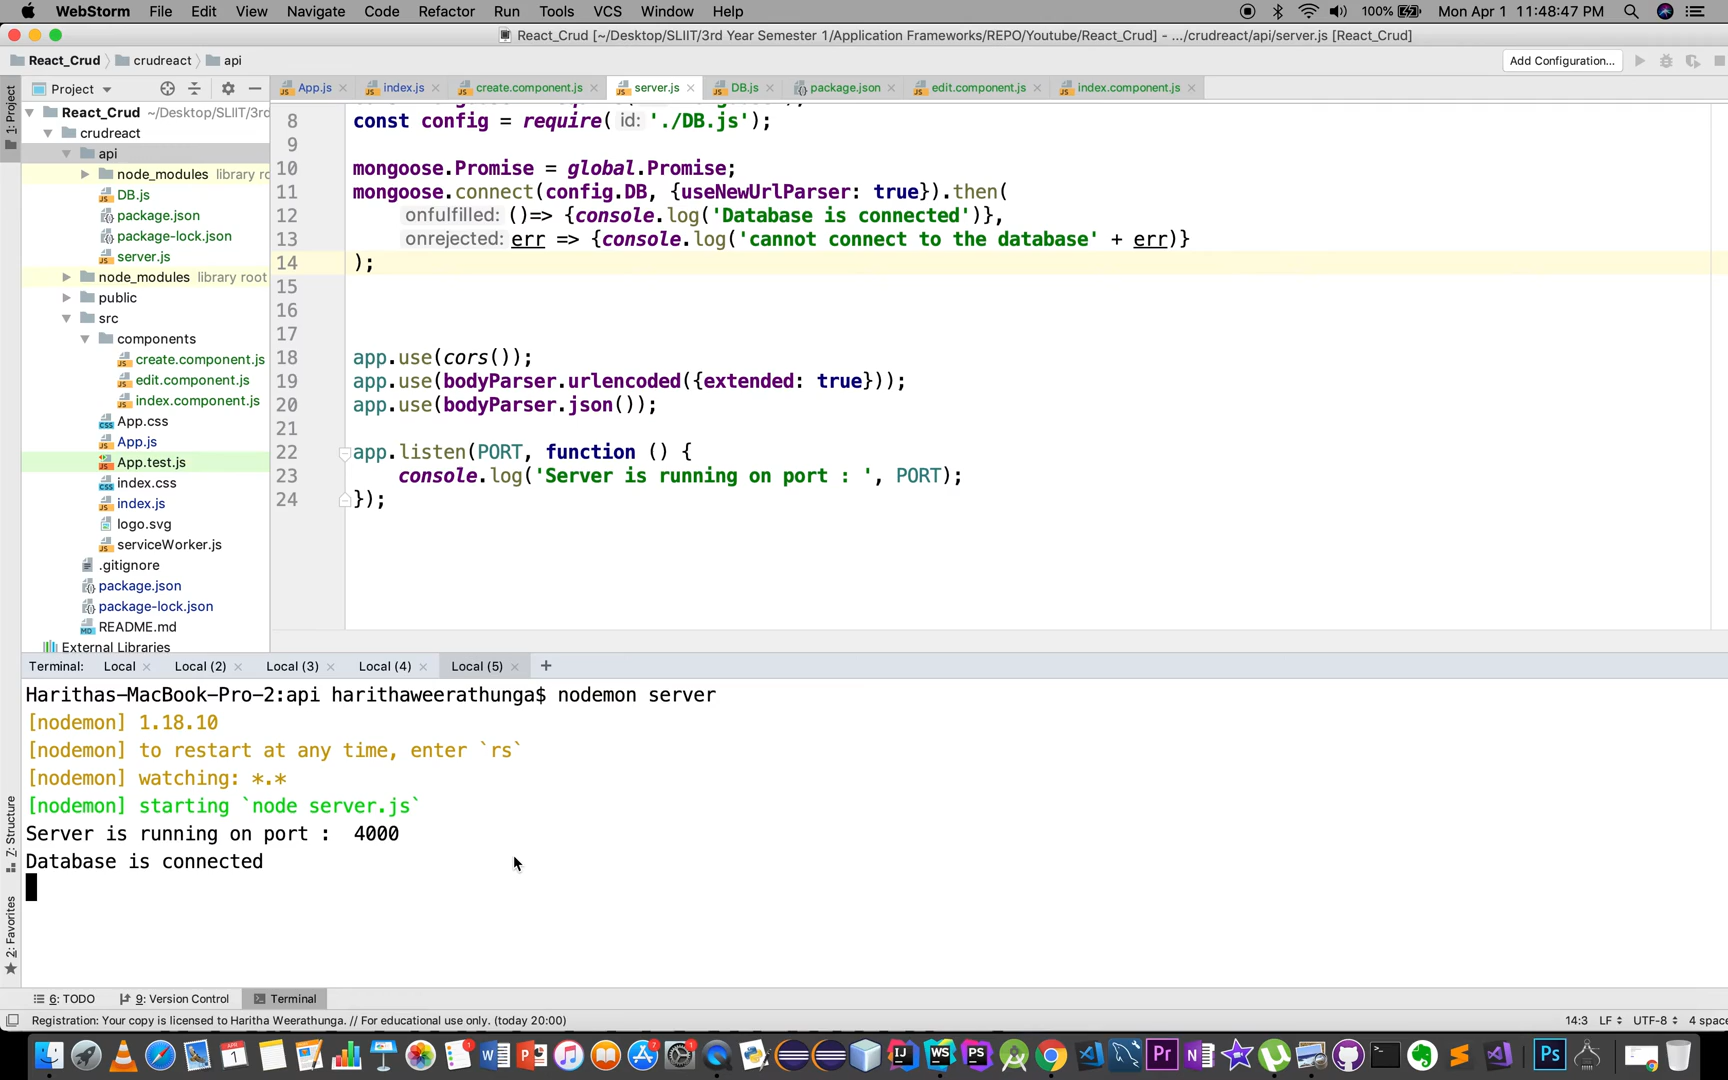 WebStorm File Edit View Navigate Code Refactor Run Tools VCS Window Help 100% Mon Apr 1 11:48:47 PM
React_Crud [~/Desktop/SLIIT/3rd Year Semester 1/Application Frameworks/REPO/Youtube/React_Crud] - .../crudreact/api/server.js [React_Crud]
React_Crud crudreact api Add Configuration...
1: Project
Project
App.js index.js create.component.js server.js DB.js package.json edit.component.js index.component.js
React_Crud ~/Desktop/SLIIT/3rd
crudreact
api
node_modules library ro
DB.js
package.json
package-lock.json
server.js
node_modules library root
public
src
components
create.component.js
edit.component.js
index.component.js
App.css
App.js
App.test.js
index.css
index.js
logo.svg
serviceWorker.js
.gitignore
package.json
package-lock.json
README.md
External Libraries
8 const config = require( id: './DB.js');
9
10 mongoose.Promise = global.Promise;
11 mongoose.connect(config.DB, {useNewUrlParser: true}).then(
12 onfulfilled: ()=> {console.log('Database is connected')},
13 onrejected: err => {console.log('cannot connect to the database' + err)}
14 );
15
16
17
18 app.use(cors());
19 app.use(bodyParser.urlencoded({extended: true}));
20 app.use(bodyParser.json());
21
22 app.listen(PORT, function () {
23 console.log('Server is running on port : ', PORT);
24 });
Terminal: Local Local (2) Local (3) Local (4) Local (5) +
Harithas-MacBook-Pro-2:api harithaweerathunga$ nodemon server
[nodemon] 1.18.10
[nodemon] to restart at any time, enter `rs`
[nodemon] watching: *.*
[nodemon] starting `node server.js`
Server is running on port :  4000
Database is connected
Z: Structure
2: Favorites
6: TODO 9: Version Control Terminal
Registration: Your copy is licensed to Haritha Weerathunga. // For educational use only. (today 20:00) 14:3 LF UTF-8 4 space